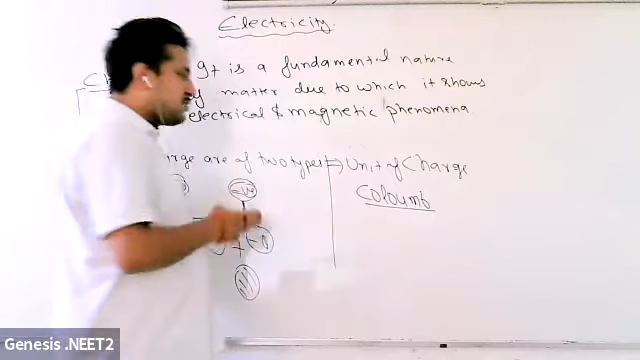 Electricity.
It is a fundamental nature
matter due to which it shows
electrical & magnetic phenomena
arge are of two types => Unit of Charge
Coloumb
Genesis .NEET2